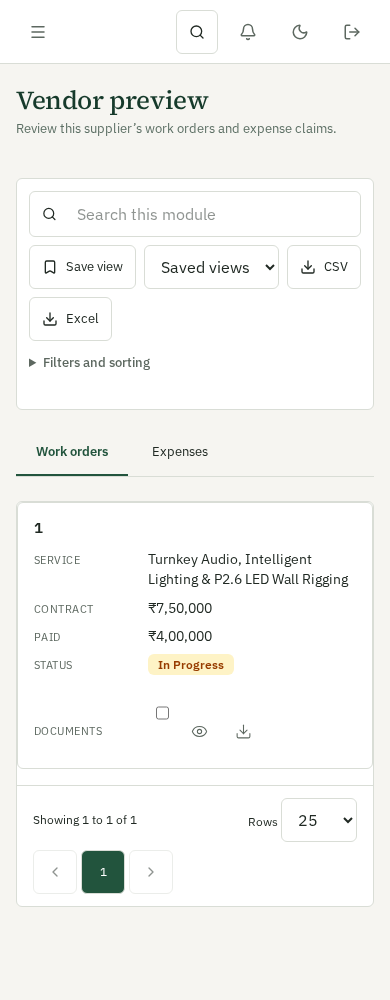 Vendor preview
Review this supplier’s work orders and expense claims.
Search this module
Save view
Saved views
CSV
Excel
Filters and sorting
Work orders
Expenses
1
SERVICE
Turnkey Audio, Intelligent
Lighting & P2.6 LED Wall Rigging
CONTRACT
₹7,50,000
PAID
₹4,00,000
STATUS
In Progress
DOCUMENTS
Showing 1 to 1 of 1
Rows
25
1